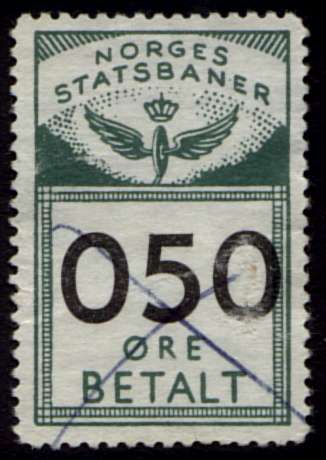 NORGES
STATSBANER
050
ØRE
BETALT